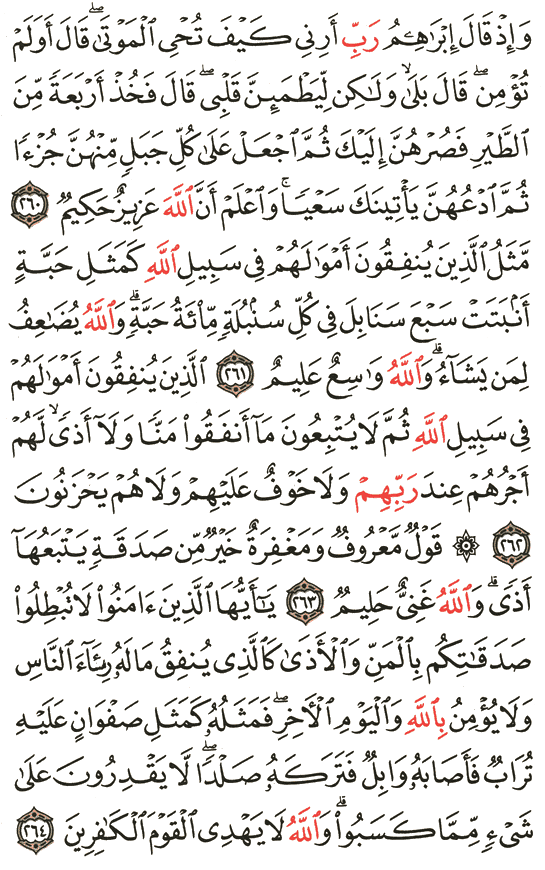 وَإِذْ قَالَ إِبْرَٰهِـۧمُ رَبِّ أَرِنِى كَيْفَ تُحْىِ ٱلْمَوْتَىٰ ۖ قَالَ أَوَلَمْ
تُؤْمِن ۖ قَالَ بَلَىٰ وَلَٰكِن لِّيَطْمَئِنَّ قَلْبِى ۖ قَالَ فَخُذْ أَرْبَعَةً مِّنَ
ٱلطَّيْرِ فَصُرْهُنَّ إِلَيْكَ ثُمَّ ٱجْعَلْ عَلَىٰ كُلِّ جَبَلٍ مِّنْهُنَّ جُزْءًا
ثُمَّ ٱدْعُهُنَّ يَأْتِينَكَ سَعْيًا ۚ وَٱعْلَمْ أَنَّ ٱللَّهَ عَزِيزٌ حَكِيمٌ ٢٦٠
مَّثَلُ ٱلَّذِينَ يُنفِقُونَ أَمْوَٰلَهُمْ فِى سَبِيلِ ٱللَّهِ كَمَثَلِ حَبَّةٍ
أَنۢبَتَتْ سَبْعَ سَنَابِلَ فِى كُلِّ سُنۢبُلَةٍ مِّا۟ئَةُ حَبَّةٍ ۗ وَٱللَّهُ يُضَٰعِفُ
لِمَن يَشَآءُ ۗ وَٱللَّهُ وَٰسِعٌ عَلِيمٌ ٢٦١ ٱلَّذِينَ يُنفِقُونَ أَمْوَٰلَهُمْ
فِى سَبِيلِ ٱللَّهِ ثُمَّ لَا يُتْبِعُونَ مَآ أَنفَقُوا۟ مَنًّا وَلَآ أَذًى ۙ لَّهُمْ
أَجْرُهُمْ عِندَ رَبِّهِمْ وَلَا خَوْفٌ عَلَيْهِمْ وَلَا هُمْ يَحْزَنُونَ
٢٦٢ ۞ قَوْلٌ مَّعْرُوفٌ وَمَغْفِرَةٌ خَيْرٌ مِّن صَدَقَةٍ يَتْبَعُهَآ
أَذًى ۗ وَٱللَّهُ غَنِىٌّ حَلِيمٌ ٢٦٣ يَٰٓأَيُّهَا ٱلَّذِينَ ءَامَنُوا۟ لَا تُبْطِلُوا۟
صَدَقَٰتِكُم بِٱلْمَنِّ وَٱلْأَذَىٰ كَٱلَّذِى يُنفِقُ مَالَهُۥ رِئَآءَ ٱلنَّاسِ
وَلَا يُؤْمِنُ بِٱللَّهِ وَٱلْيَوْمِ ٱلْءَاخِرِ ۖ فَمَثَلُهُۥ كَمَثَلِ صَفْوَانٍ عَلَيْهِ
تُرَابٌ فَأَصَابَهُۥ وَابِلٌ فَتَرَكَهُۥ صَلْدًا ۖ لَّا يَقْدِرُونَ عَلَىٰ
شَىْءٍ مِّمَّا كَسَبُوا۟ ۗ وَٱللَّهُ لَا يَهْدِى ٱلْقَوْمَ ٱلْكَٰفِرِينَ ٢٦٤